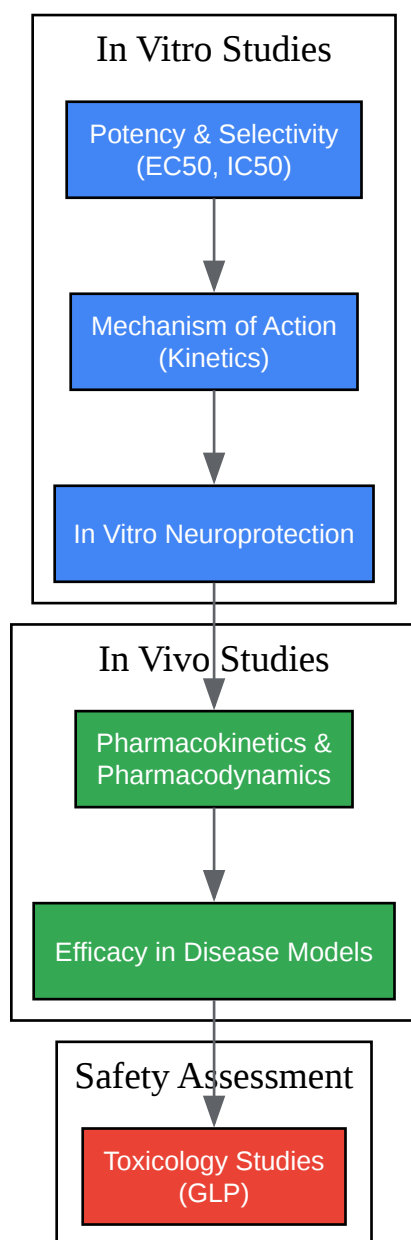 In Vitro Studies
Potency & Selectivity
(EC50, IC50)
Mechanism of Action
(Kinetics)
In Vitro Neuroprotection
In Vivo Studies
Pharmacokinetics &
Pharmacodynamics
Efficacy in Disease Models
Safety Assessment
Toxicology Studies
(GLP)